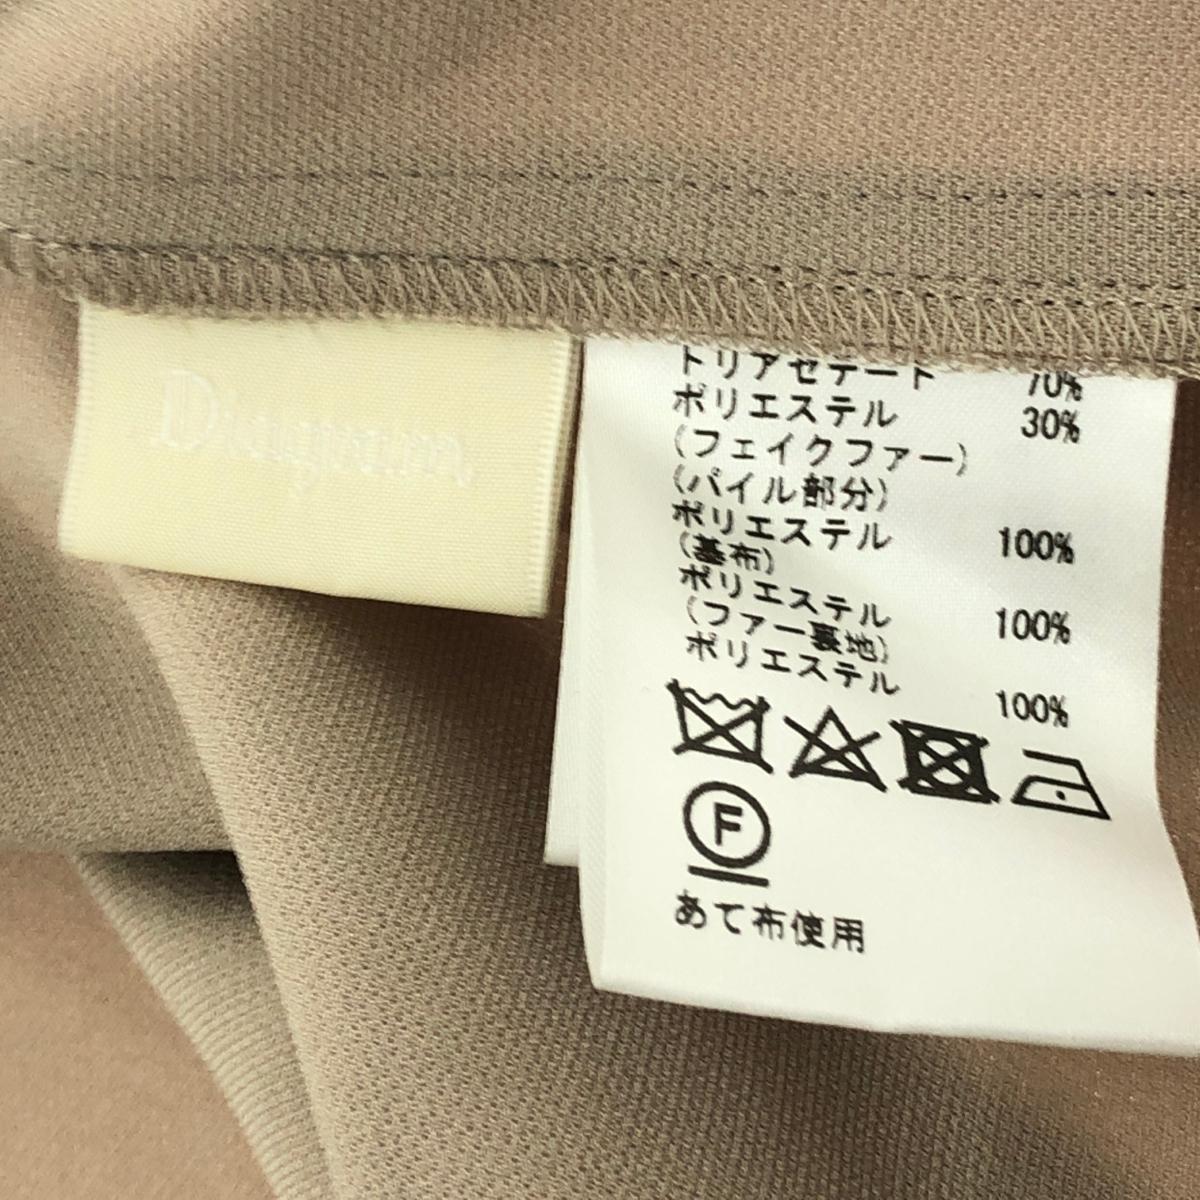 Diagram
トリアセテート 70%
ポリエステル 30%
(フェイクファー)
(パイル部分)
ポリエステル 100%
(基布)
ポリエステル 100%
(ファー裏地)
ポリエステル 100%
F
あて布使用